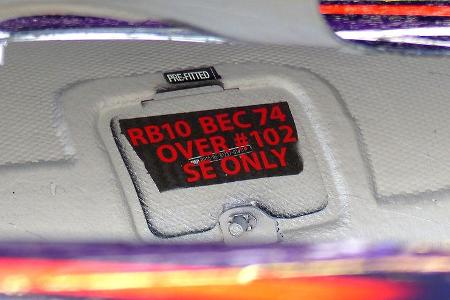 PRE-FITTED
RB10 BEC 74
OVER #102
SE ONLY